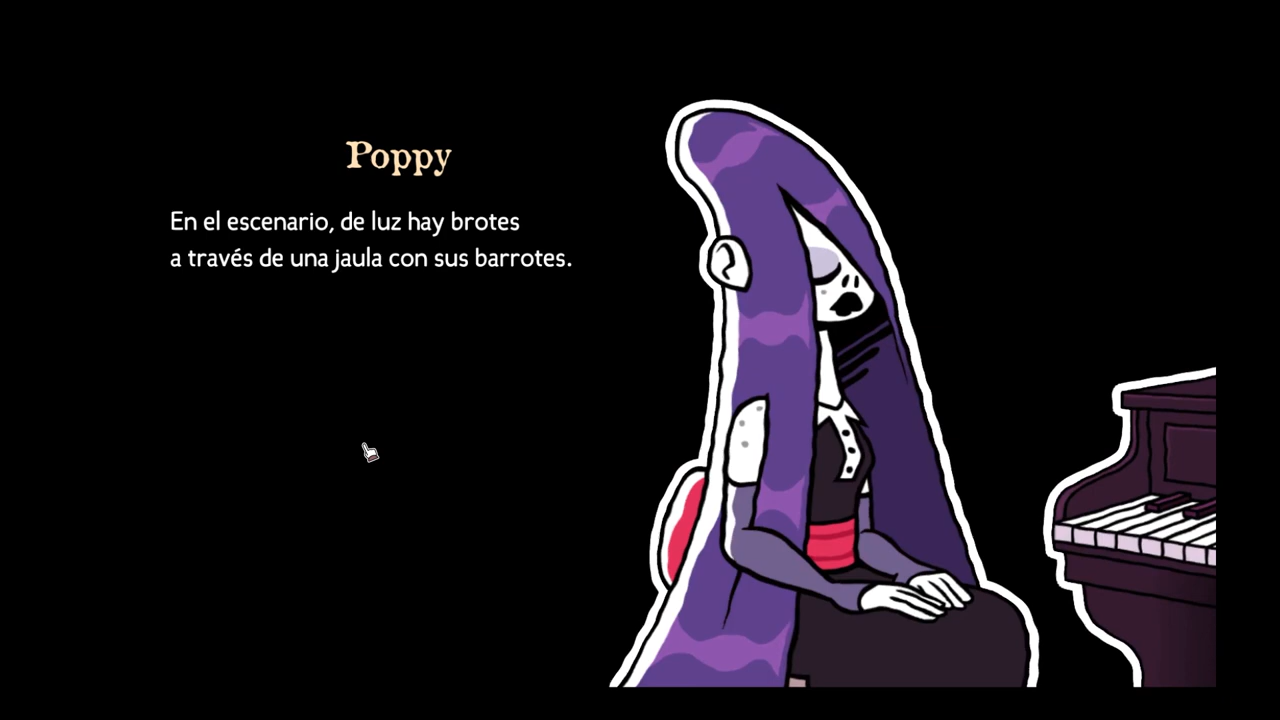 Poppy
En el escenario, de luz hay brotes
a través de una jaula con sus barrotes.